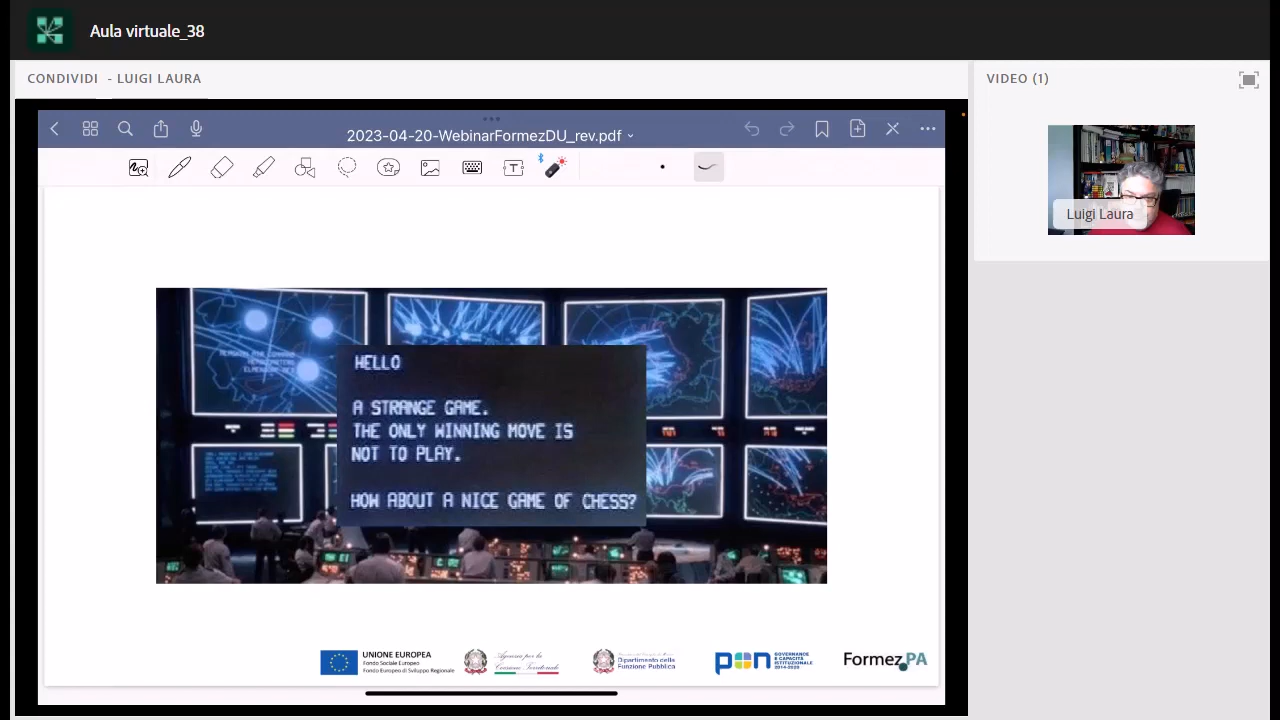 Aula virtuale_38
CONDIVIDI - LUIGI LAURA
VIDEO (1)
2023-04-20-WebinarFormezDU_rev.pdf
Luigi Laura
HELLO
A STRANGE GAME.
THE ONLY WINNING MOVE IS
NOT TO PLAY.
HOW ABOUT A NICE GAME OF CHESS?
UNIONE EUROPEA
Fondo Sociale Europeo
Fondo Europeo di Sviluppo Regionale
Agenzia per la
Coesione Territoriale
Dipartimento della
Funzione Pubblica
pon
GOVERNANCE
E CAPACITÀ
ISTITUZIONALE
2014-2020
Formez PA